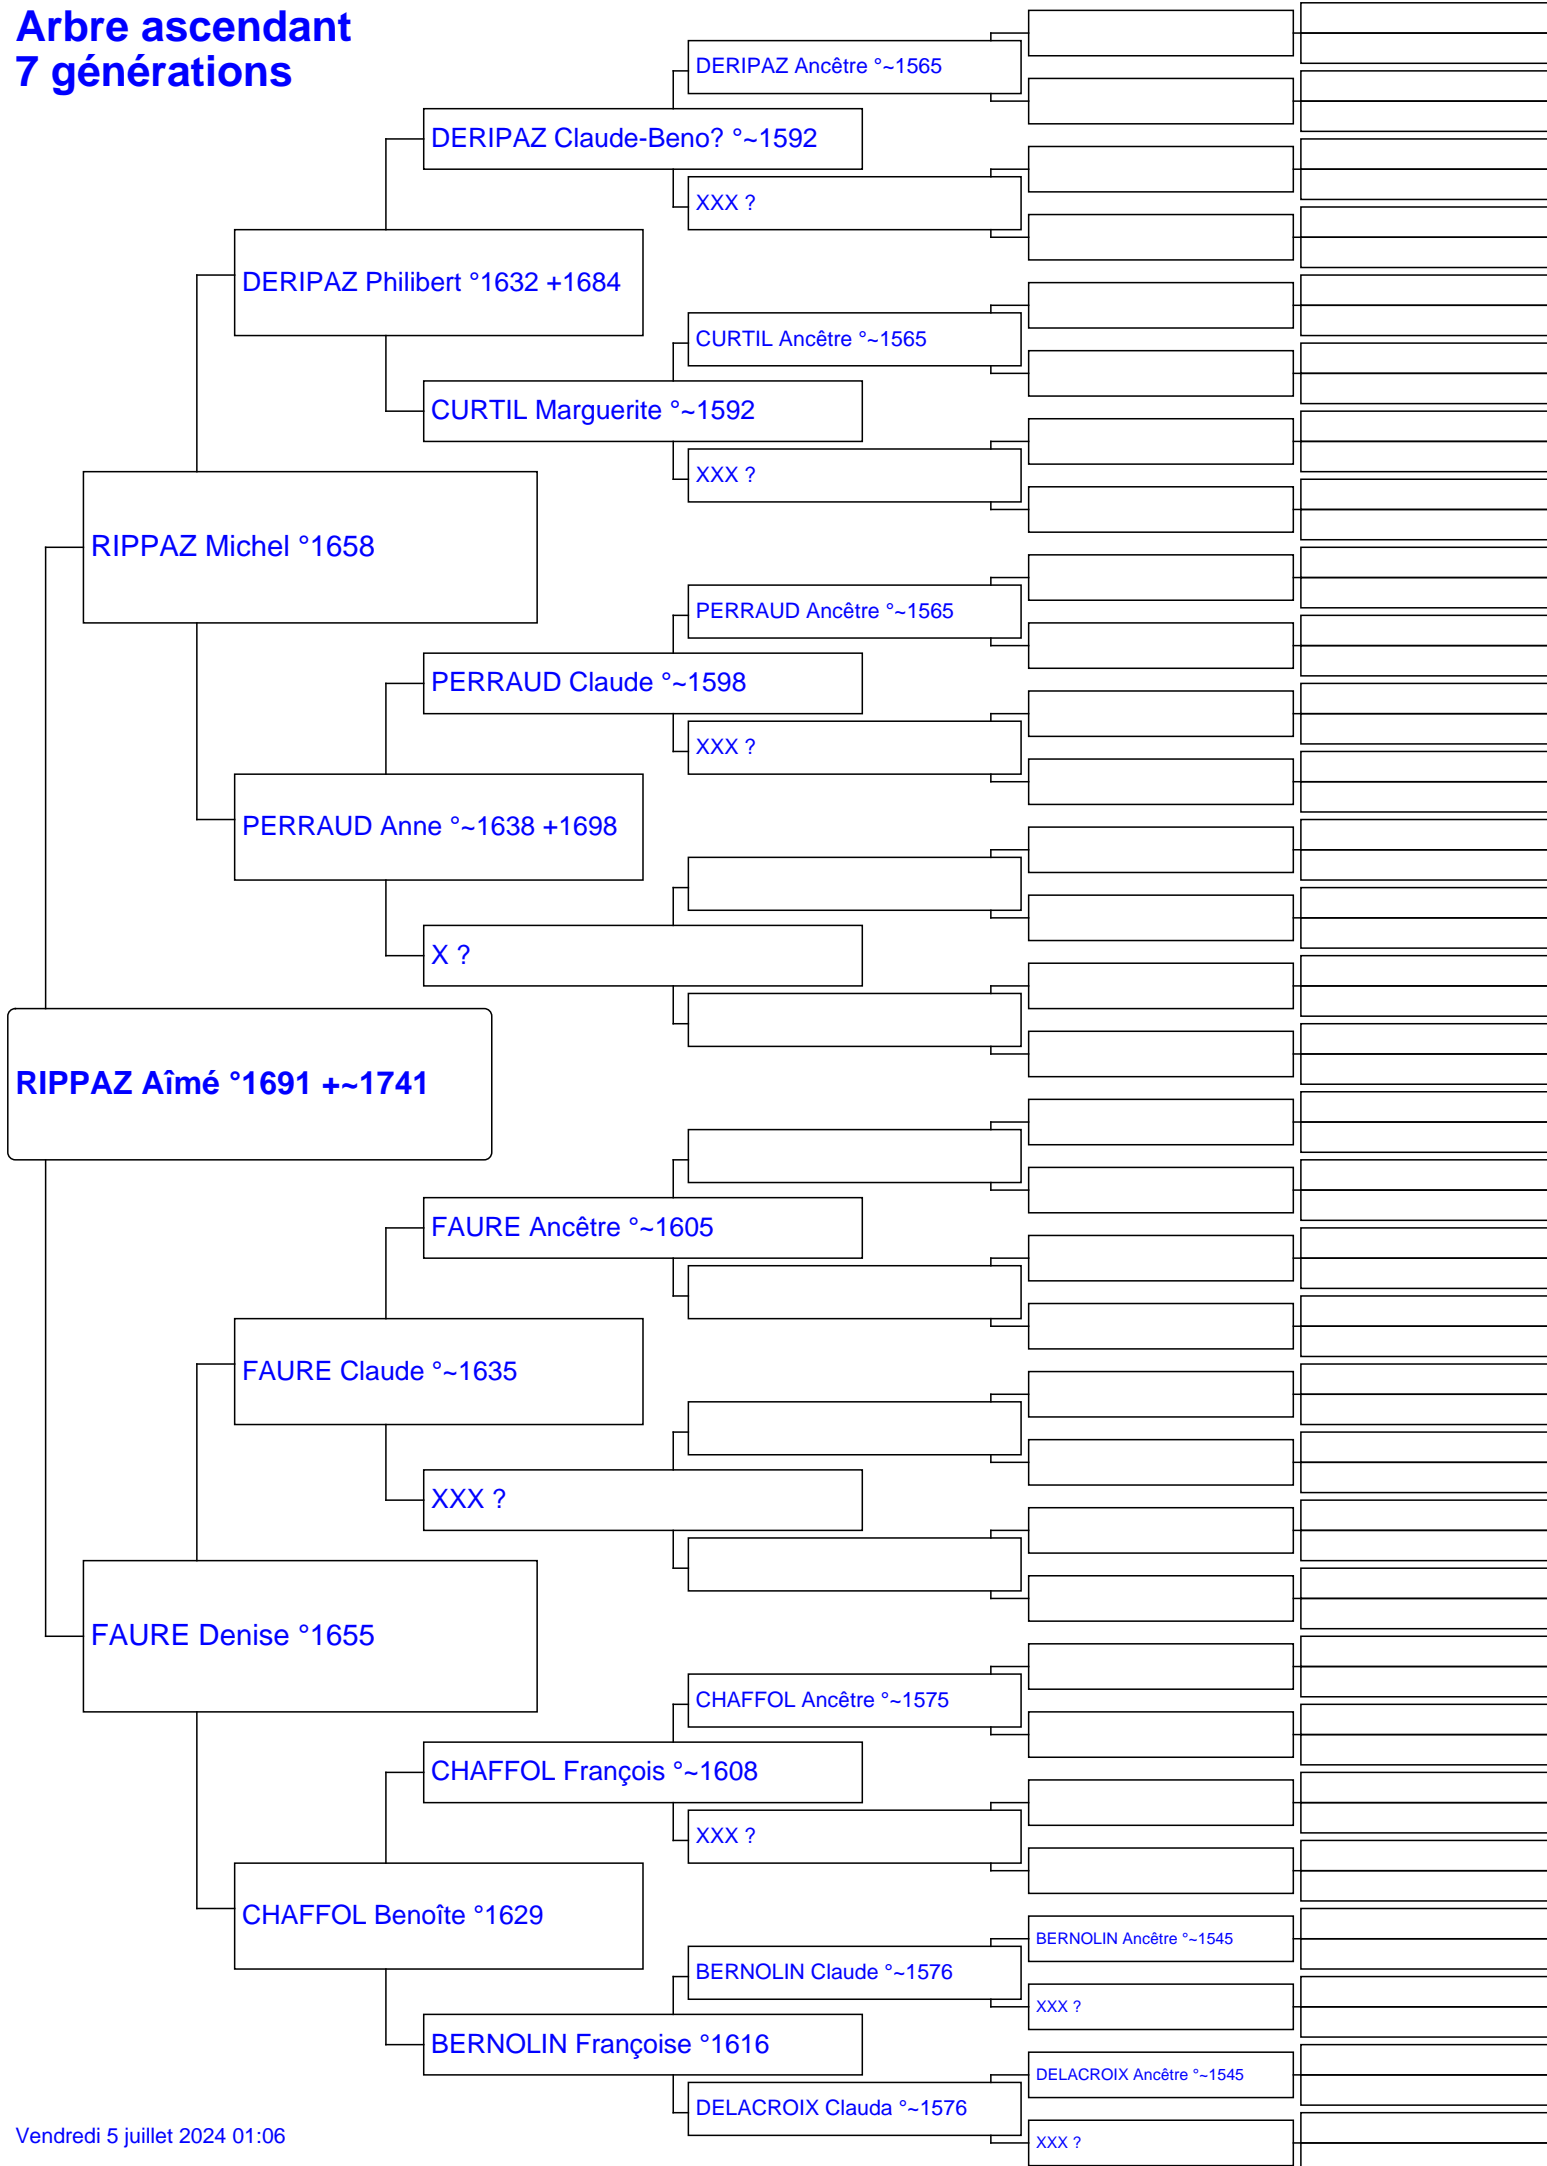 Arbre ascendant
7 générations
DERIPAZ Ancêtre °~1565
DERIPAZ Claude-Beno? °~1592
XXX ?
DERIPAZ Philibert °1632 +1684
CURTIL Ancêtre °~1565
CURTIL Marguerite °~1592
XXX ?
RIPPAZ Michel °1658
PERRAUD Ancêtre °~1565
PERRAUD Claude °~1598
XXX ?
PERRAUD Anne °~1638 +1698
X ?
RIPPAZ Aîmé °1691 +~1741
FAURE Ancêtre °~1605
FAURE Claude °~1635
XXX ?
FAURE Denise °1655
CHAFFOL Ancêtre °~1575
CHAFFOL François °~1608
XXX ?
CHAFFOL Benoîte °1629
BERNOLIN Ancêtre °~1545
BERNOLIN Claude °~1576
XXX ?
BERNOLIN Françoise °1616
DELACROIX Ancêtre °~1545
DELACROIX Clauda °~1576
XXX ?
Vendredi 5 juillet 2024 01:06